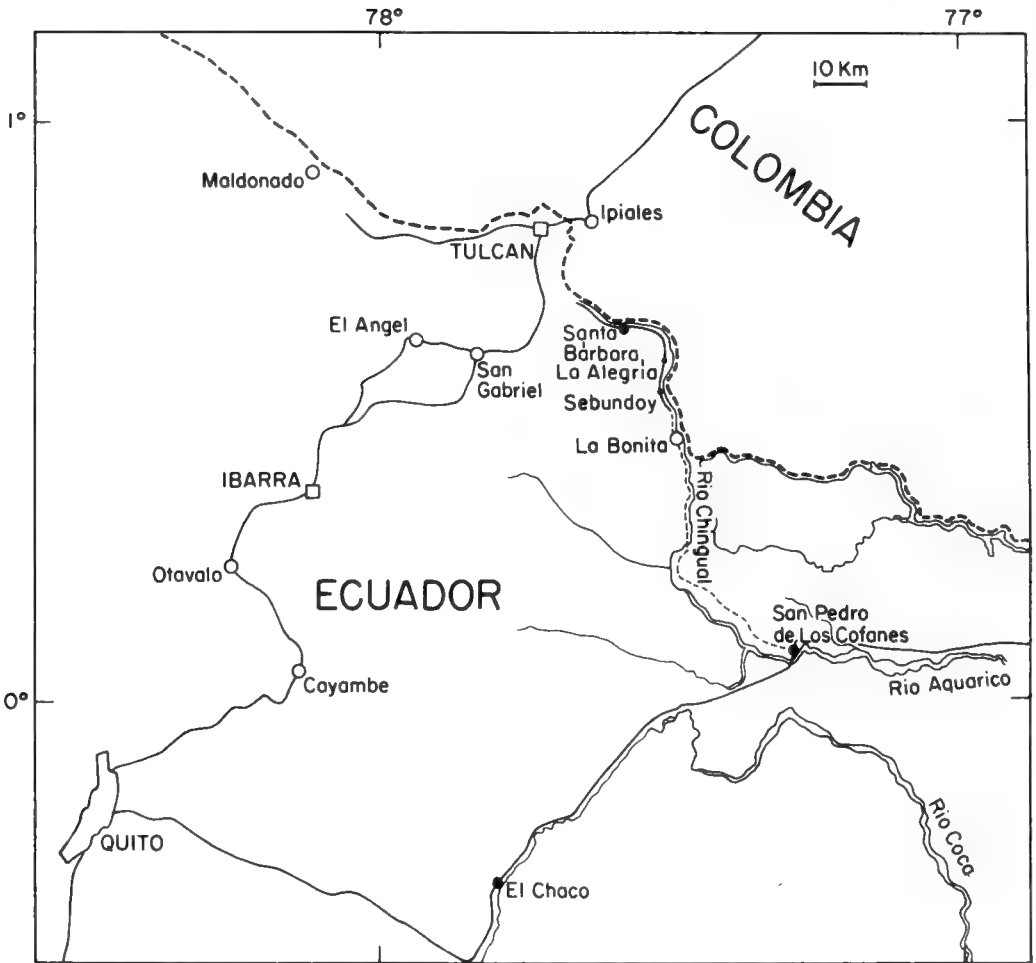 78°
77°
10 Km
1°
COLOMBIA
Maldonado
Ipiales
TULCAN
El Angel
San
Gabriel
Santa
Bárbara
La Alegría
Sebundoy
La Bonita
IBARRA
Rio Chingual
Otavalo
ECUADOR
San Pedro
de Los Cofanes
Cayambe
Rio Aquarico
0°
QUITO
Rio Coca
El Chaco